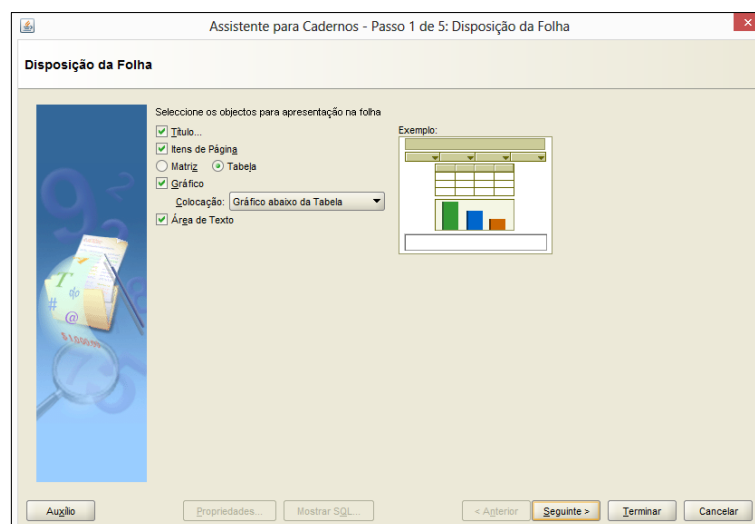 Assistente para Cadernos - Passo 1 de 5: Disposição da Folha
Disposição da Folha
Seleccione os objectos para apresentação na folha
Título...
Itens de Página
Matriz Tabela
Gráfico
Colocação: Gráfico abaixo da Tabela
Área de Texto
Exemplo:
Auxílio Propriedades... Mostrar SQL... < Anterior Seguinte > Terminar Cancelar